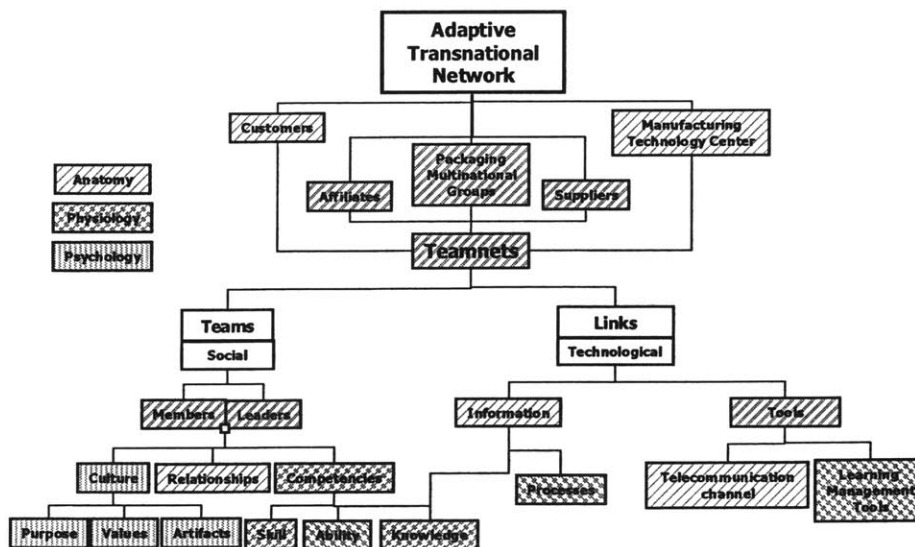 Adaptive
Transnational
Network
Customers
Manufacturing
Technology Center
Packaging
Multinational
Groups
Affiliates
Suppliers
Anatomy
Physiology
Psychology
Teamnets
Teams
Social
Links
Technological
Members
Leaders
Information
Tools
Culture
Relationships
Competencies
Processes
Telecommunication
channel
Learning
Management
Tools
Purpose
Values
Artifacts
Skill
Ability
Knowledge